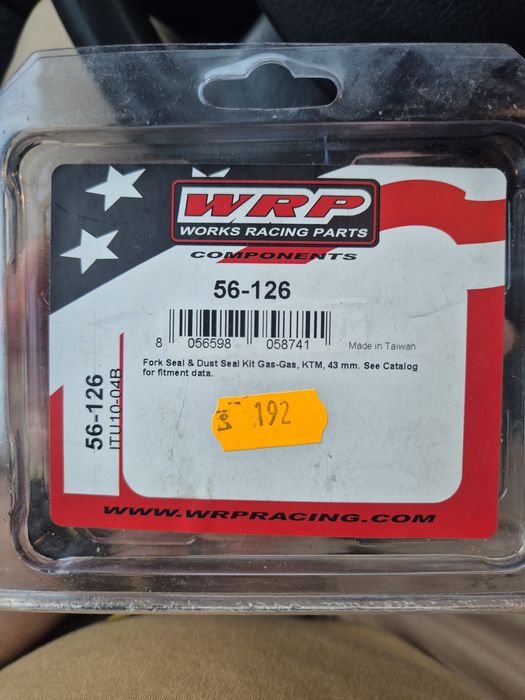 WRP
WORKS RACING PARTS
COMPONENTS
56-126
8 056598 058741
Made in Taiwan
Fork Seal & Dust Seal Kit Gas-Gas, KTM, 43 mm. See Catalog
for fitment data.
192
56-126
ITU10-04B
WWW.WRPRACING.COM